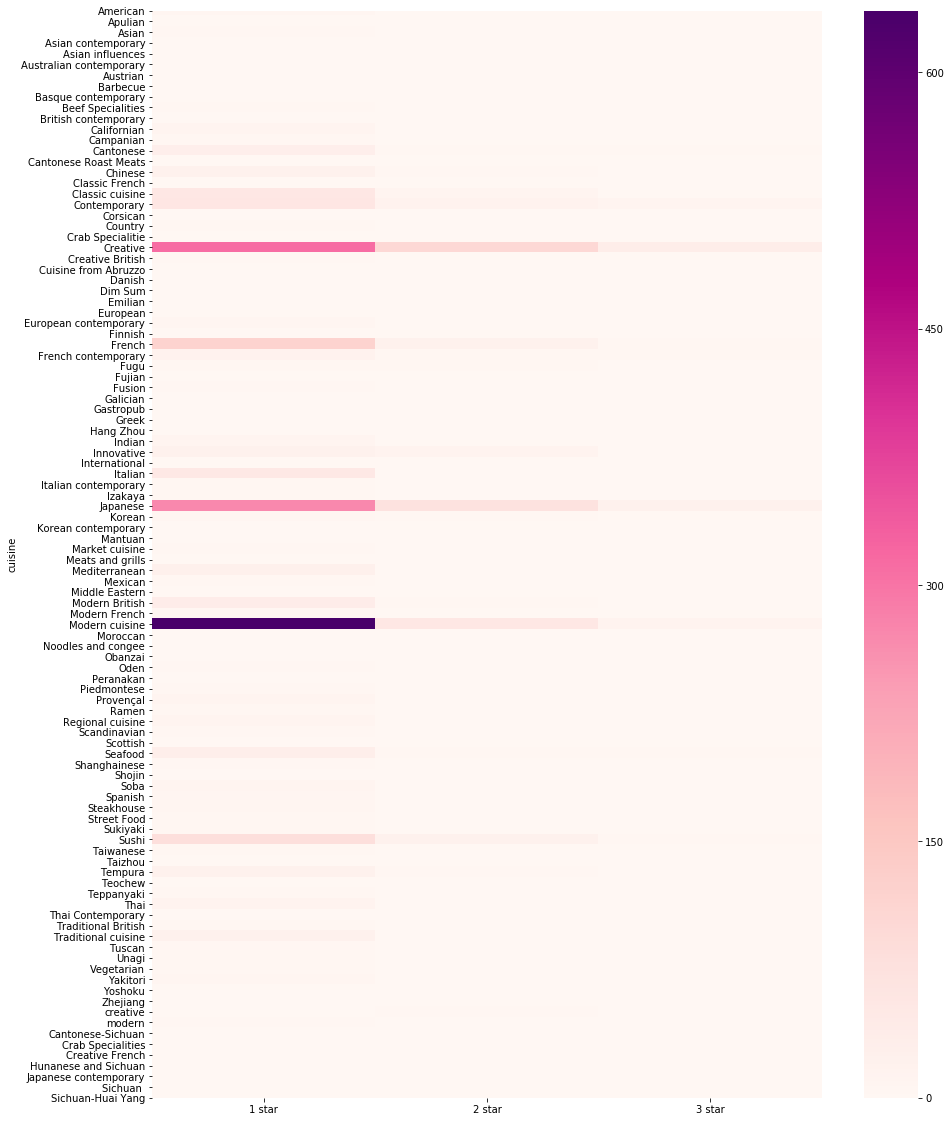 American
Apulian
Asian
Asian contemporary
Asian influences
Australian contemporary
Austrian
Barbecue
Basque contemporary
Beef Specialities
British contemporary
Californian
Campanian
Cantonese
Cantonese Roast Meats
Chinese
Classic French
Classic cuisine
Contemporary
Corsican
Country
Crab Specialitie
Creative
Creative British
Cuisine from Abruzzo
Danish
Dim Sum
Emilian
European
European contemporary
Finnish
French
French contemporary
Fugu
Fujian
Fusion
Galician
Gastropub
Greek
Hang Zhou
Indian
Innovative
International
Italian
Italian contemporary
Izakaya
Japanese
Korean
Korean contemporary
Mantuan
Market cuisine
Meats and grills
Mediterranean
Mexican
Middle Eastern
Modern British
Modern French
Modern cuisine
Moroccan
Noodles and congee
Obanzai
Oden
Peranakan
Piedmontese
Provençal
Ramen
Regional cuisine
Scandinavian
Scottish
Seafood
Shanghainese
Shojin
Soba
Spanish
Steakhouse
Street Food
Sukiyaki
Sushi
Taiwanese
Taizhou
Tempura
Teochew
Teppanyaki
Thai
Thai Contemporary
Traditional British
Traditional cuisine
Tuscan
Unagi
Vegetarian
Yakitori
Yoshoku
Zhejiang
creative
modern
Cantonese-Sichuan
Crab Specialities
Creative French
Hunanese and Sichuan
Japanese contemporary
Sichuan
Sichuan-Huai Yang
cuisine
1 star
2 star
3 star
600
450
300
150
0